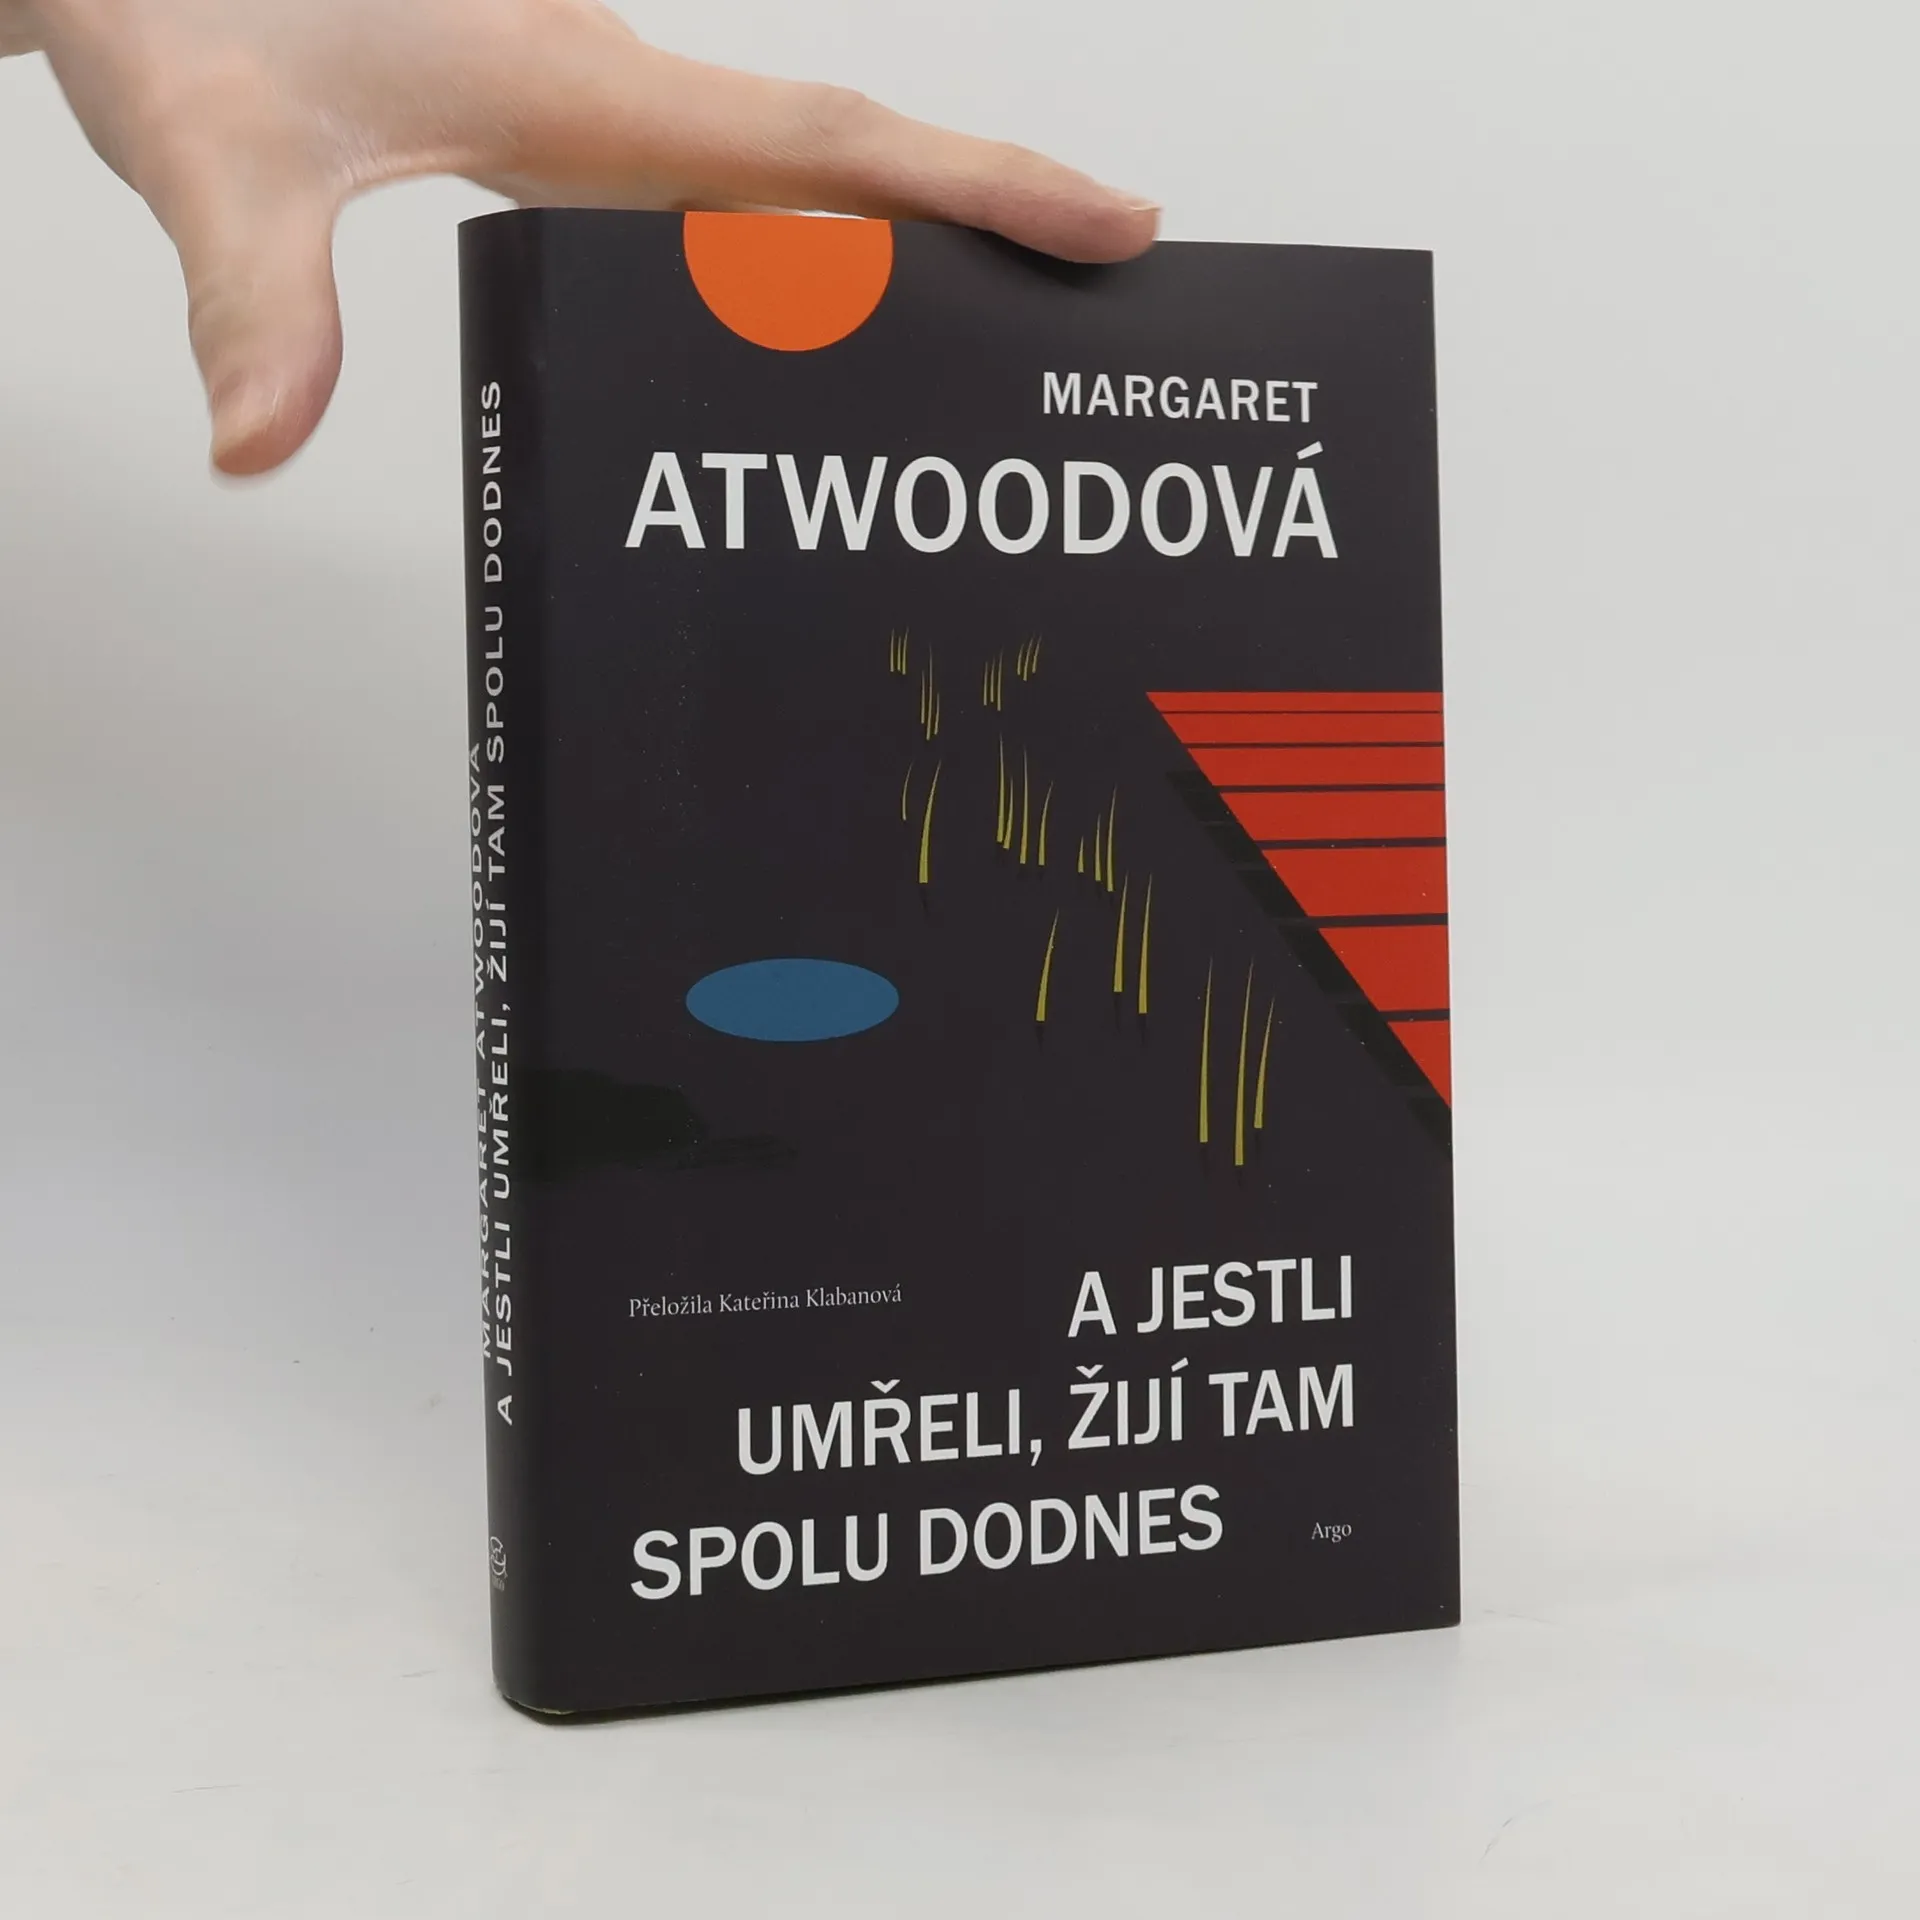 MARGARET
ATWOODOVÁ
Přeložila Kateřina Klabanová
A JESTLI
UMŘELI, ŽIJÍ TAM
SPOLU DODNES
Argo
MARGARET ATWOODOVÁ
A JESTLI UMŘELI, ŽIJÍ TAM SPOLU DODNES
ARGO